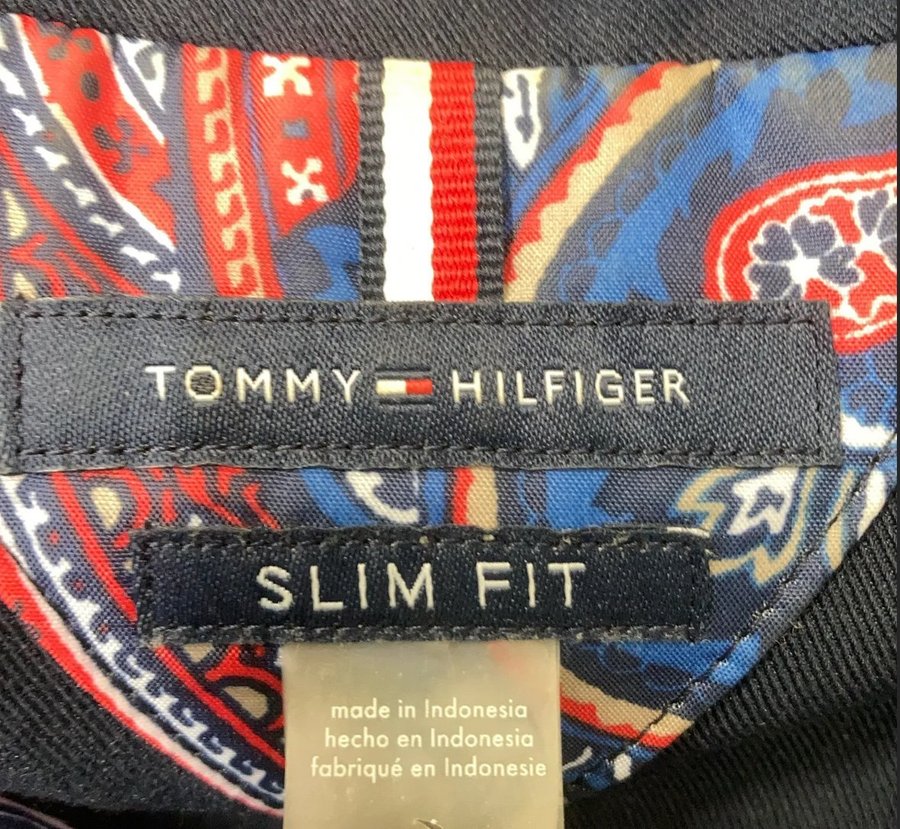 TOMMY HILFIGER
SLIM FIT
made in Indonesia
hecho en Indonesia
fabriqué en Indonesie